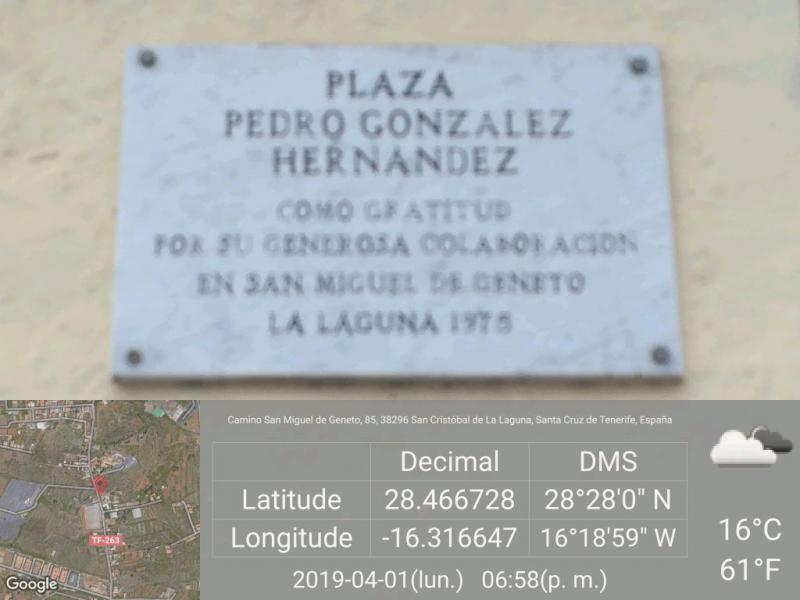 PLAZA
PEDRO GONZALEZ
HERNANDEZ
COMO GRATITUD
POR SU GENEROSA COLABORACION
EN SAN MIGUEL DE GENETO
LA LAGUNA 1975
Camino San Miguel de Geneto, 85, 38296 San Cristóbal de La Laguna, Santa Cruz de Tenerife, España
Decimal DMS
Latitude 28.466728 28°28'0" N
Longitude -16.316647 16°18'59" W
2019-04-01(lun.) 06:58(p. m.)
16°C
61°F
TF-263
Google